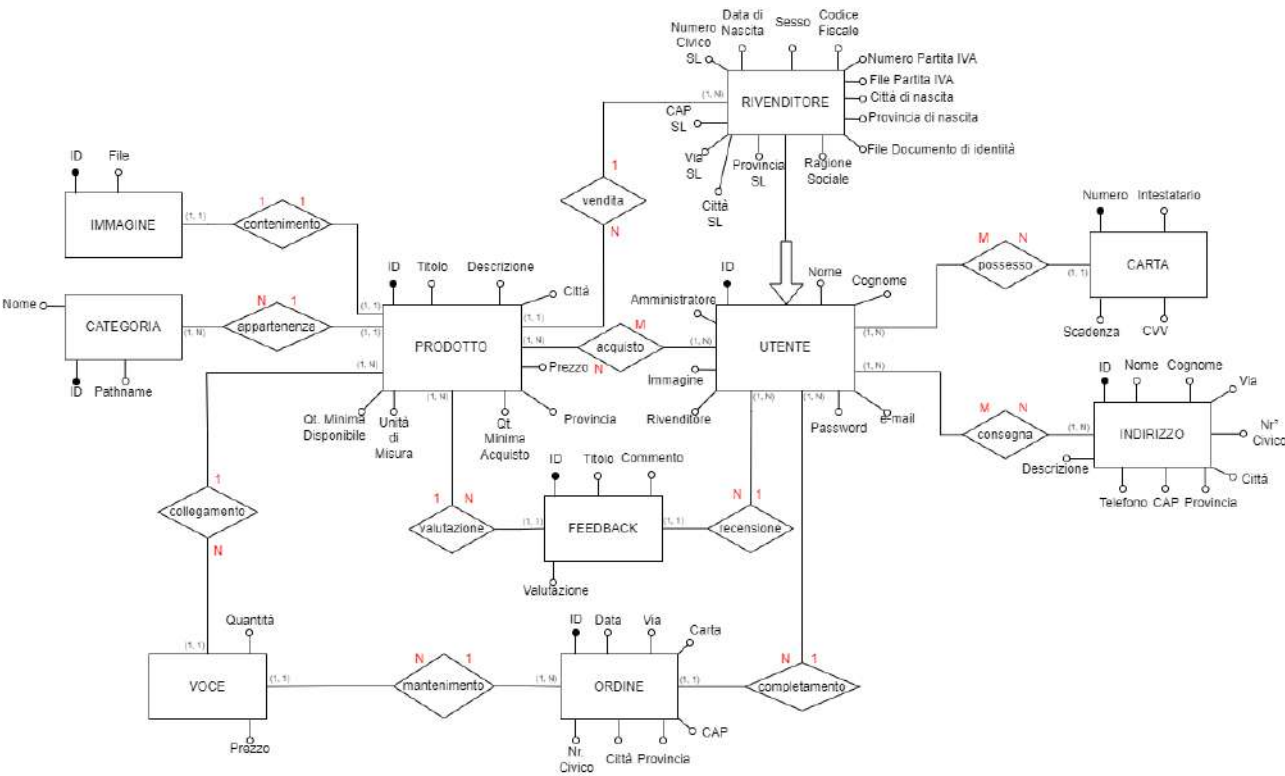 Numero
Civico
SL
Data di
Nascita
Sesso
Codice
Fiscale
Numero Partita IVA
File Partita IVA
Città di nascita
Provincia di nascita
File Documento di identità
(1, N)
RIVENDITORE
CAP
SL
Via
SL
Città
SL
Provincia
SL
Ragione
Sociale
1
vendita
N
ID
File
IMMAGINE
(1, 1)
1
1
contenimento
(1, 1)
Nome
CATEGORIA
(1, N)
N
1
appartenenza
(1, 1)
ID
Pathname
ID
Titolo
Descrizione
Città
PRODOTTO
(1, 1)
(1, N)
(1, N)
(1, N)
Prezzo
Provincia
Qt. Minima
Disponibile
Unità
di
Misura
Qt.
Minima
Acquisto
M
acquisto
N
ID
Nome
Cognome
Amministratore
(1, N)
UTENTE
(1, N)
(1, N)
(1, N)
(1, N)
Immagine
Rivenditore
Password
e-mail
M
N
possesso
(1, 1)
Numero
Intestatario
CARTA
Scadenza
CVV
M
N
consegna
(1, N)
ID
Nome
Cognome
Via
INDIRIZZO
Nr°
Civico
Descrizione
Città
Telefono
CAP
Provincia
1
collegamento
N
1
N
valutazione
(1, 1)
ID
Titolo
Commento
FEEDBACK
(1, 1)
Valutazione
N
1
recensione
Quantità
(1, 1)
VOCE
(1, 1)
Prezzo
N
1
mantenimento
(1, N)
ID
Data
Via
Carta
ORDINE
(1, 1)
Nr.
Civico
Città
Provincia
CAP
N
1
completamento